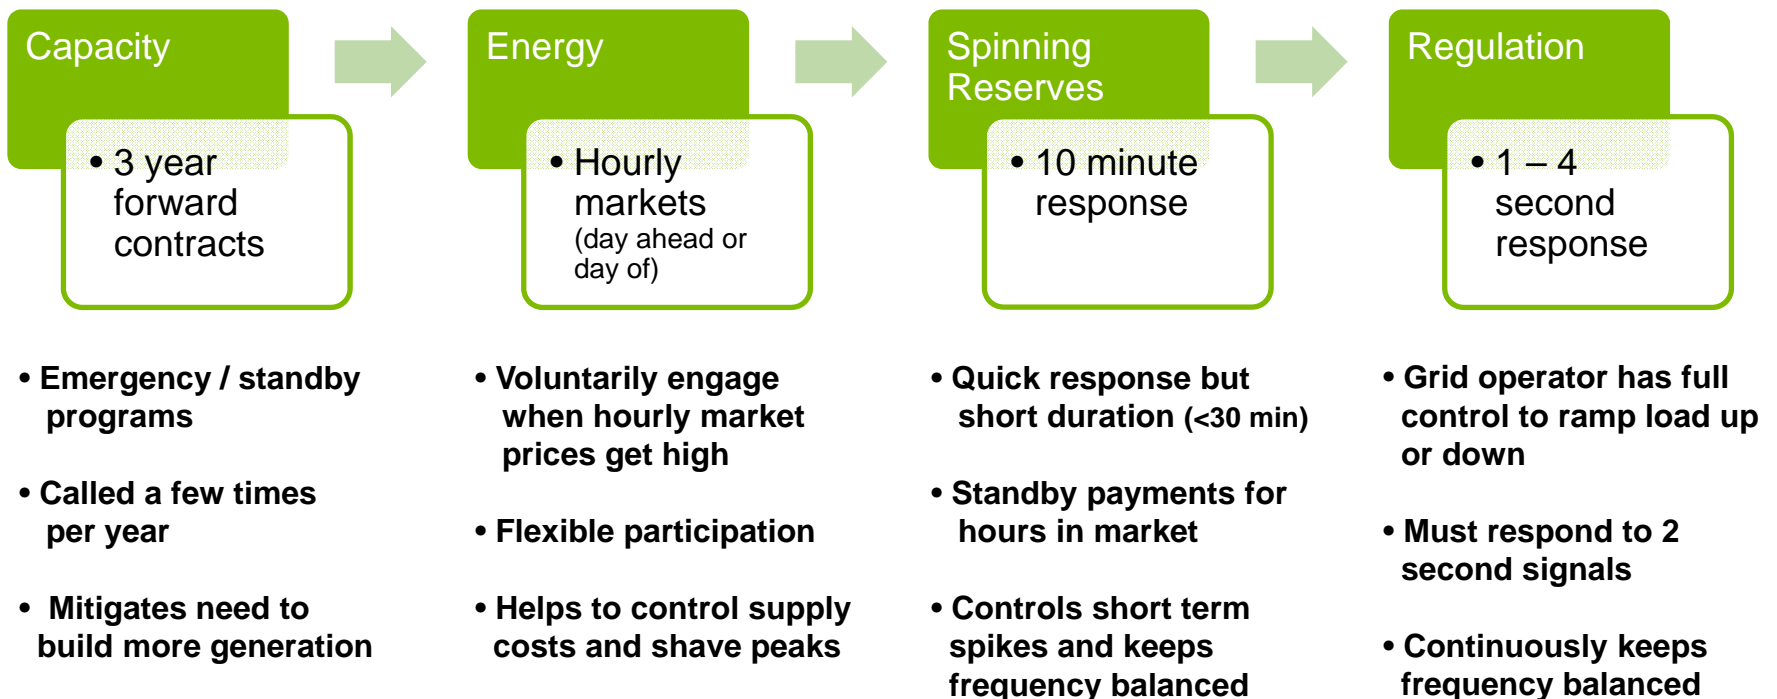 Capacity
• 3 year
forward
contracts
• Emergency / standby
programs
• Called a few times
per year
• Mitigates need to
build more generation
Energy
• Hourly
markets
(day ahead or
day of)
• Voluntarily engage
when hourly market
prices get high
• Flexible participation
• Helps to control supply
costs and shave peaks
Spinning
Reserves
• 10 minute
response
• Quick response but
short duration (<30 min)
• Standby payments for
hours in market
• Controls short term
spikes and keeps
frequency balanced
Regulation
• 1 – 4
second
response
• Grid operator has full
control to ramp load up
or down
• Must respond to 2
second signals
• Continuously keeps
frequency balanced